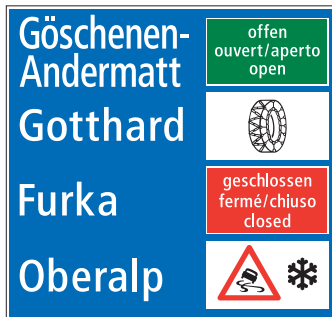 Göschenen-
Andermatt
offen
ouvert/aperto
open
Gotthard
Furka
geschlossen
fermé/chiuso
closed
Oberalp